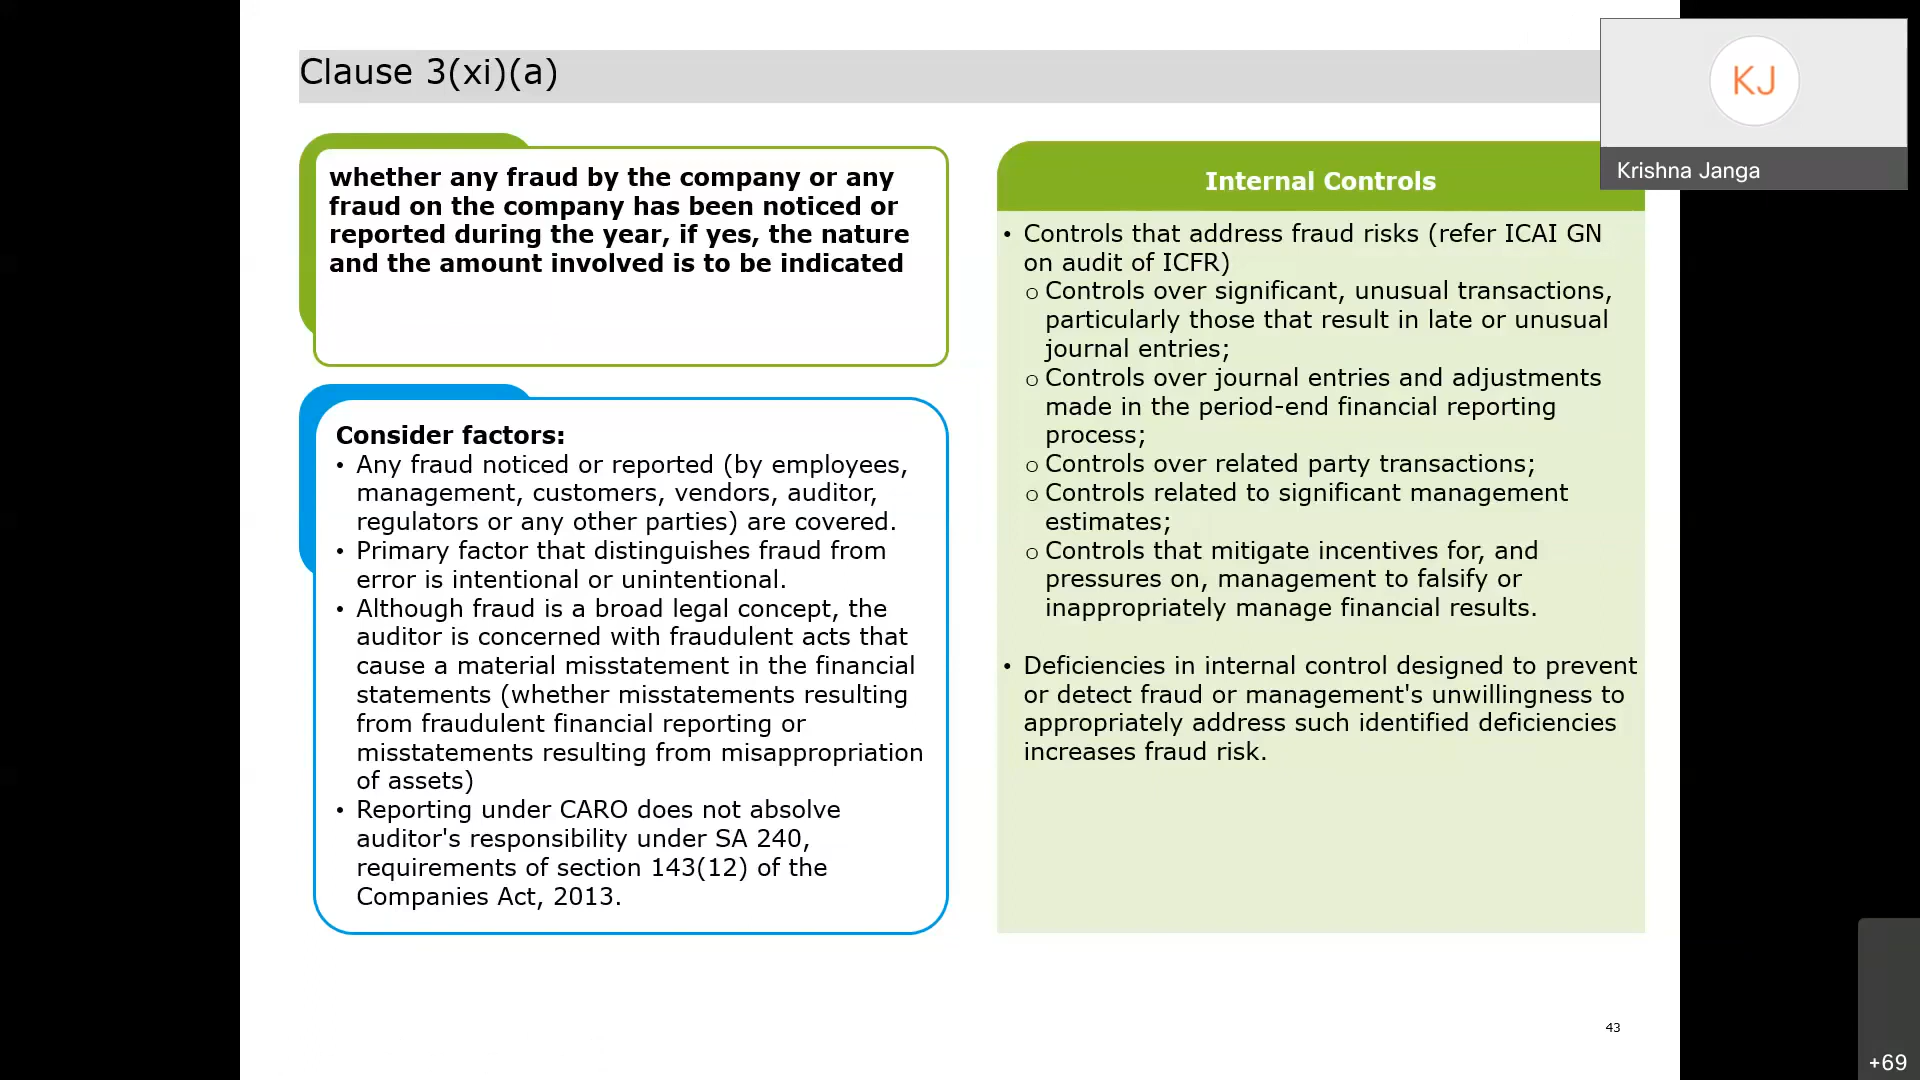 Clause 3(xi)(a)
whether any fraud by the company or any
fraud on the company has been noticed or
reported during the year, if yes, the nature
and the amount involved is to be indicated
Consider factors:
• Any fraud noticed or reported (by employees,
management, customers, vendors, auditor,
regulators or any other parties) are covered.
• Primary factor that distinguishes fraud from
error is intentional or unintentional.
• Although fraud is a broad legal concept, the
auditor is concerned with fraudulent acts that
cause a material misstatement in the financial
statements (whether misstatements resulting
from fraudulent financial reporting or
misstatements resulting from misappropriation
of assets)
• Reporting under CARO does not absolve
auditor's responsibility under SA 240,
requirements of section 143(12) of the
Companies Act, 2013.
Internal Controls
• Controls that address fraud risks (refer ICAI GN
on audit of ICFR)
o Controls over significant, unusual transactions,
particularly those that result in late or unusual
journal entries;
o Controls over journal entries and adjustments
made in the period-end financial reporting
process;
o Controls over related party transactions;
o Controls related to significant management
estimates;
o Controls that mitigate incentives for, and
pressures on, management to falsify or
inappropriately manage financial results.
• Deficiencies in internal control designed to prevent
or detect fraud or management's unwillingness to
appropriately address such identified deficiencies
increases fraud risk.
43
KJ
Krishna Janga
+69